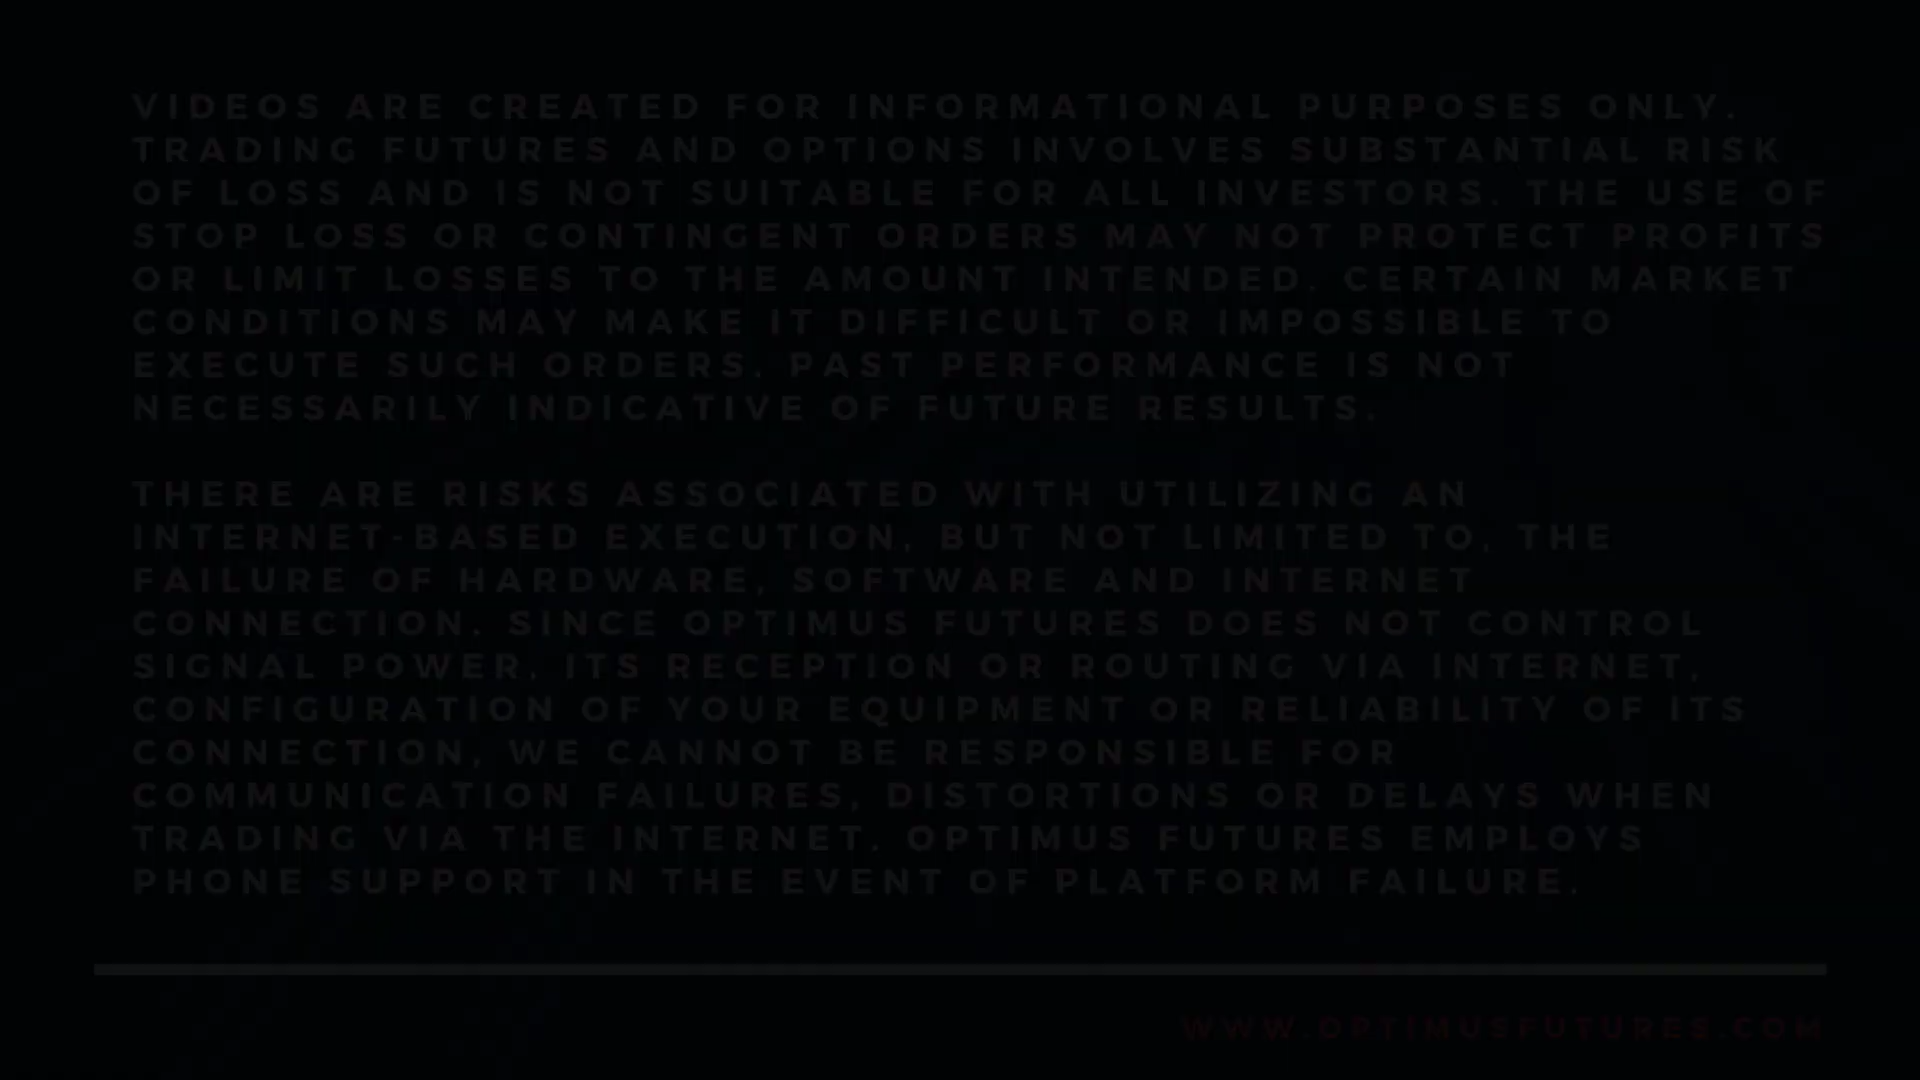 VIDEOS ARE CREATED FOR INFORMATIONAL PURPOSES ONLY.
TRADING FUTURES AND OPTIONS INVOLVES SUBSTANTIAL RISK
OF LOSS AND IS NOT SUITABLE FOR ALL INVESTORS. THE USE OF
STOP LOSS OR CONTINGENT ORDERS MAY NOT PROTECT PROFITS
OR LIMIT LOSSES TO THE AMOUNT INTENDED. CERTAIN MARKET
CONDITIONS MAY MAKE IT DIFFICULT OR IMPOSSIBLE TO
EXECUTE SUCH ORDERS. PAST PERFORMANCE IS NOT
NECESSARILY INDICATIVE OF FUTURE RESULTS.
THERE ARE RISKS ASSOCIATED WITH UTILIZING AN
INTERNET-BASED EXECUTION, BUT NOT LIMITED TO, THE
FAILURE OF HARDWARE, SOFTWARE AND INTERNET
CONNECTION. SINCE OPTIMUS FUTURES DOES NOT CONTROL
SIGNAL POWER, ITS RECEPTION OR ROUTING VIA INTERNET,
CONFIGURATION OF YOUR EQUIPMENT OR RELIABILITY OF ITS
CONNECTION, WE CANNOT BE RESPONSIBLE FOR
COMMUNICATION FAILURES, DISTORTIONS OR DELAYS WHEN
TRADING VIA THE INTERNET. OPTIMUS FUTURES EMPLOYS
PHONE SUPPORT IN THE EVENT OF PLATFORM FAILURE.
WWW.OPTIMUSFUTURES.COM